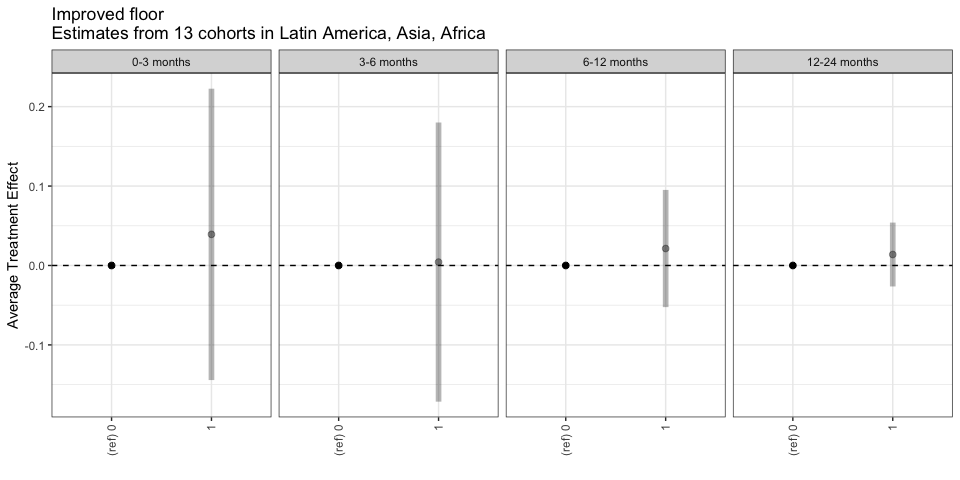 Improved floor
Estimates from 13 cohorts in Latin America, Asia, Africa
0-3 months
3-6 months
6-12 months
12-24 months
Average Treatment Effect
0.2
0.1
0.0
-0.1
(ref) 0
1
(ref) 0
1
(ref) 0
1
(ref) 0
1